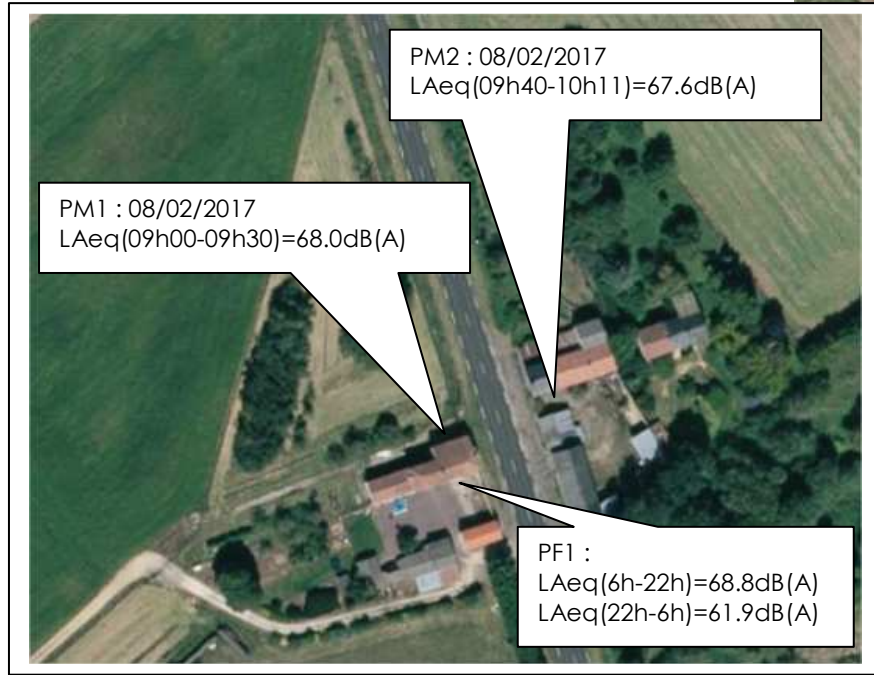 PM2 : 08/02/2017
LAeq(09h40-10h11)=67.6dB(A)
PM1 : 08/02/2017
LAeq(09h00-09h30)=68.0dB(A)
PF1 :
LAeq(6h-22h)=68.8dB(A)
LAeq(22h-6h)=61.9dB(A)